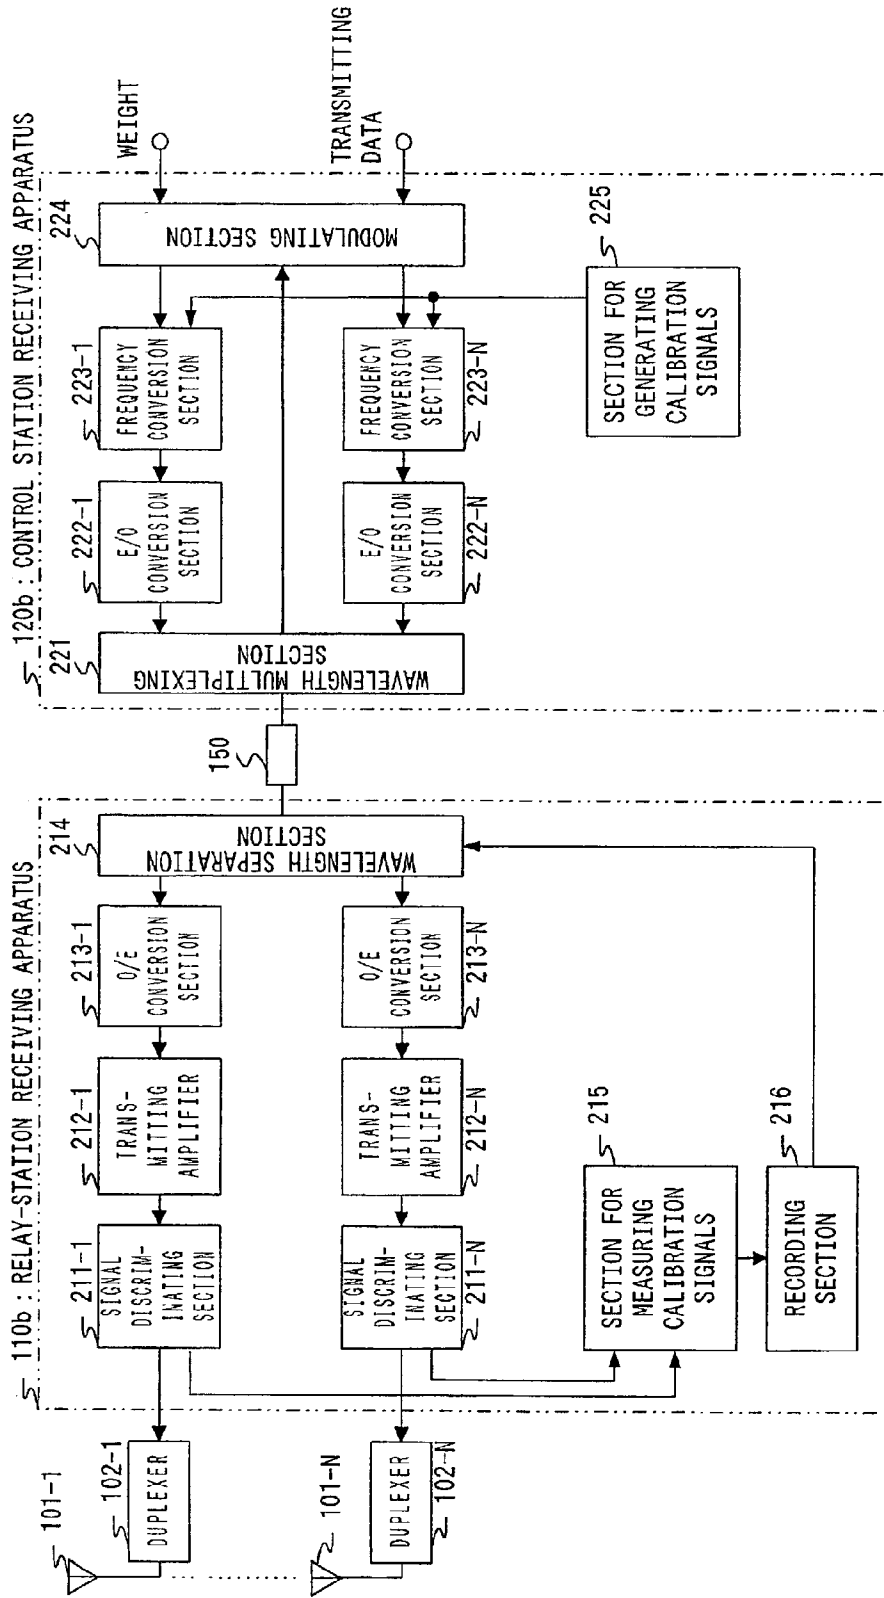 110b : RELAY-STATION RECEIVING APPARATUS
120b : CONTROL STATION RECEIVING APPARATUS
101-1
102-1
DUPLEXER
211-1
SIGNAL
DISCRIM-
INATING
SECTION
212-1
TRANS-
MITTING
AMPLIFIER
213-1
O/E
CONVERSION
SECTION
214
WAVELENGTH SEPARATION
SECTION
150
221
WAVELENGTH MULTIPLEXING
SECTION
222-1
E/O
CONVERSION
SECTION
223-1
FREQUENCY
CONVERSION
SECTION
224
MODULATING SECTION
WEIGHT
TRANSMITTING
DATA
101-N
DUPLEXER
102-N
SIGNAL
DISCRIM-
INATING
SECTION
211-N
TRANS-
MITTING
AMPLIFIER
212-N
O/E
CONVERSION
SECTION
213-N
E/O
CONVERSION
SECTION
222-N
FREQUENCY
CONVERSION
SECTION
223-N
215
SECTION FOR
MEASURING
CALIBRATION
SIGNALS
216
RECORDING
SECTION
225
SECTION FOR
GENERATING
CALIBRATION
SIGNALS